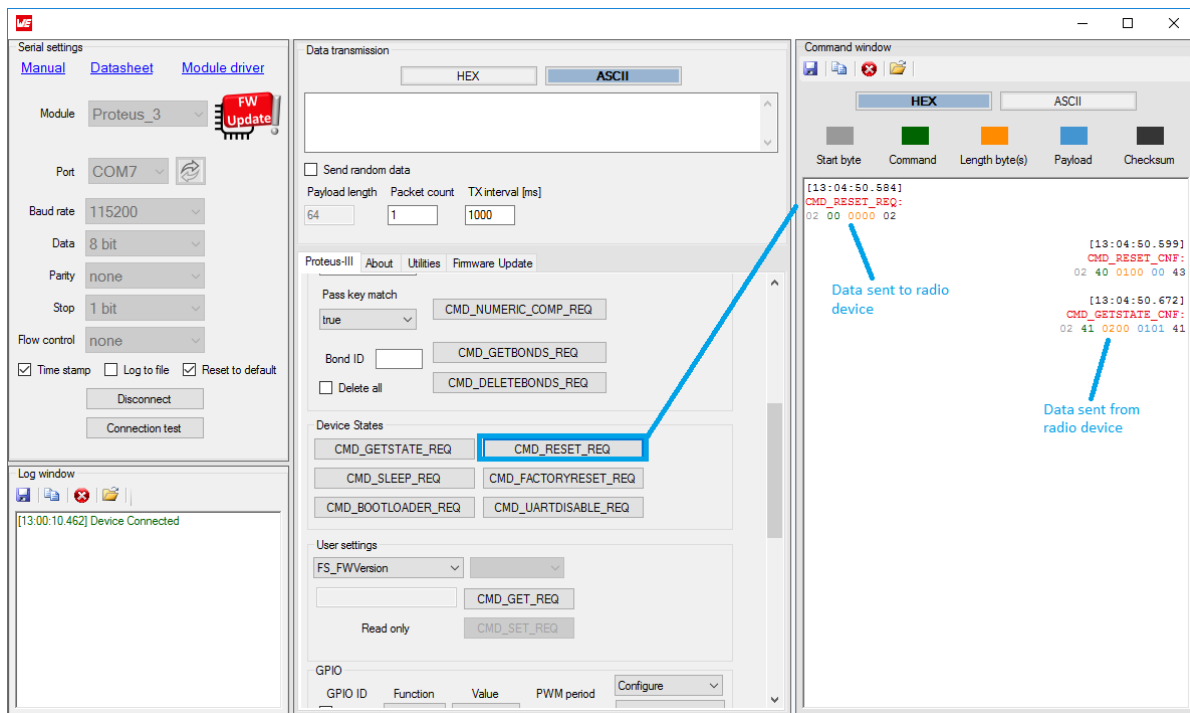 WE
Serial settings
Manual Datasheet Module driver
Module Proteus_3 FW Update!
Port COM7
Baud rate 115200
Data 8 bit
Parity none
Stop 1 bit
Flow control none
Time stamp Log to file Reset to default
Disconnect
Connection test
Log window
[13:00:10.462] Device Connected
Data transmission
HEX ASCII
Send random data
Payload length Packet count TX interval [ms]
64 1 1000
Proteus-III About Utilities Firmware Update
Pass key match
true CMD_NUMERIC_COMP_REQ
Bond ID CMD_GETBONDS_REQ
Delete all CMD_DELETEBONDS_REQ
Device States
CMD_GETSTATE_REQ CMD_RESET_REQ
CMD_SLEEP_REQ CMD_FACTORYRESET_REQ
CMD_BOOTLOADER_REQ CMD_UARTDISABLE_REQ
User settings
FS_FWVersion
CMD_GET_REQ
Read only CMD_SET_REQ
GPIO
GPIO ID Function Value PWM period Configure
Command window
HEX ASCII
Start byte Command Length byte(s) Payload Checksum
[13:04:50.584]
CMD_RESET_REQ:
02 00 0000 02
[13:04:50.599]
CMD_RESET_CNF:
02 40 0100 00 43
Data sent to radio
device
[13:04:50.672]
CMD_GETSTATE_CNF:
02 41 0200 0101 41
Data sent from
radio device